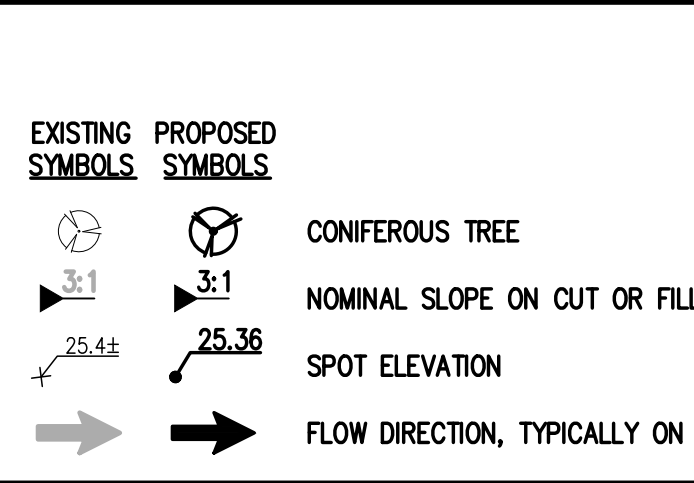 EXISTING PROPOSED
SYMBOLS SYMBOLS
CONIFEROUS TREE
3:1 3:1 NOMINAL SLOPE ON CUT OR FILL
25.4± 25.36 SPOT ELEVATION
FLOW DIRECTION, TYPICALLY ON